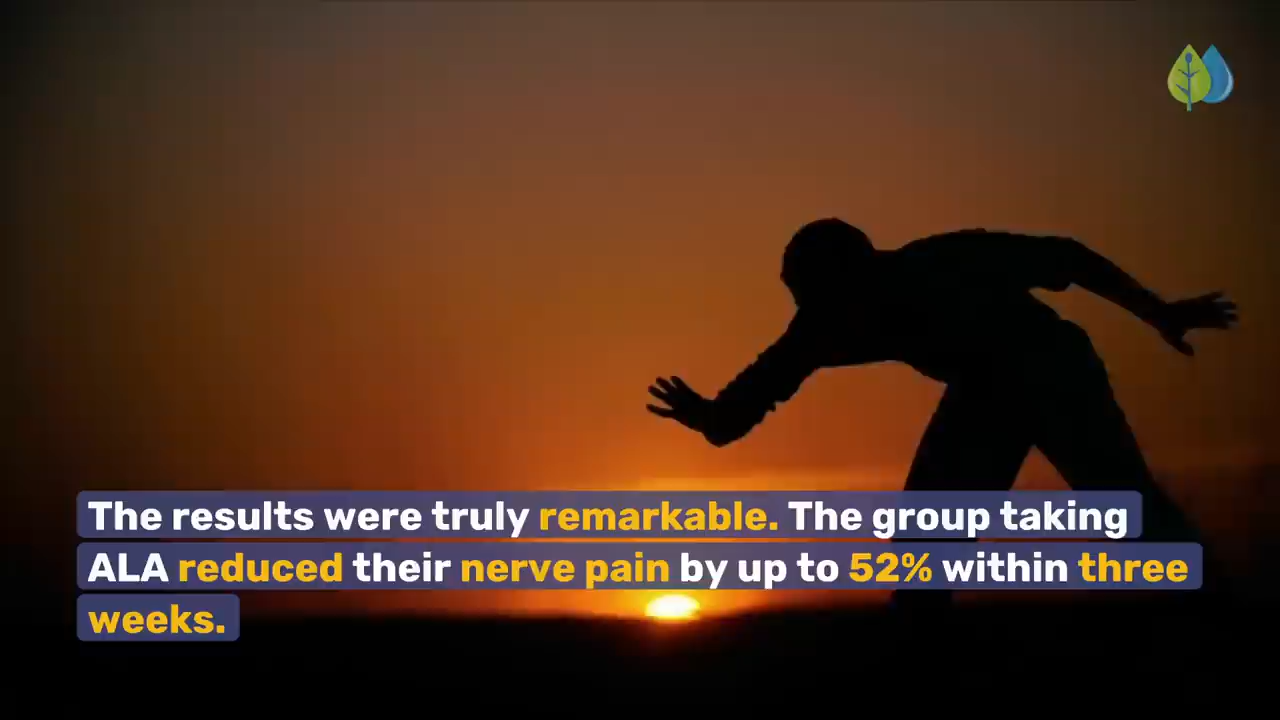 The results were truly remarkable. The group taking
ALA reduced their nerve pain by up to 52% within three
weeks.